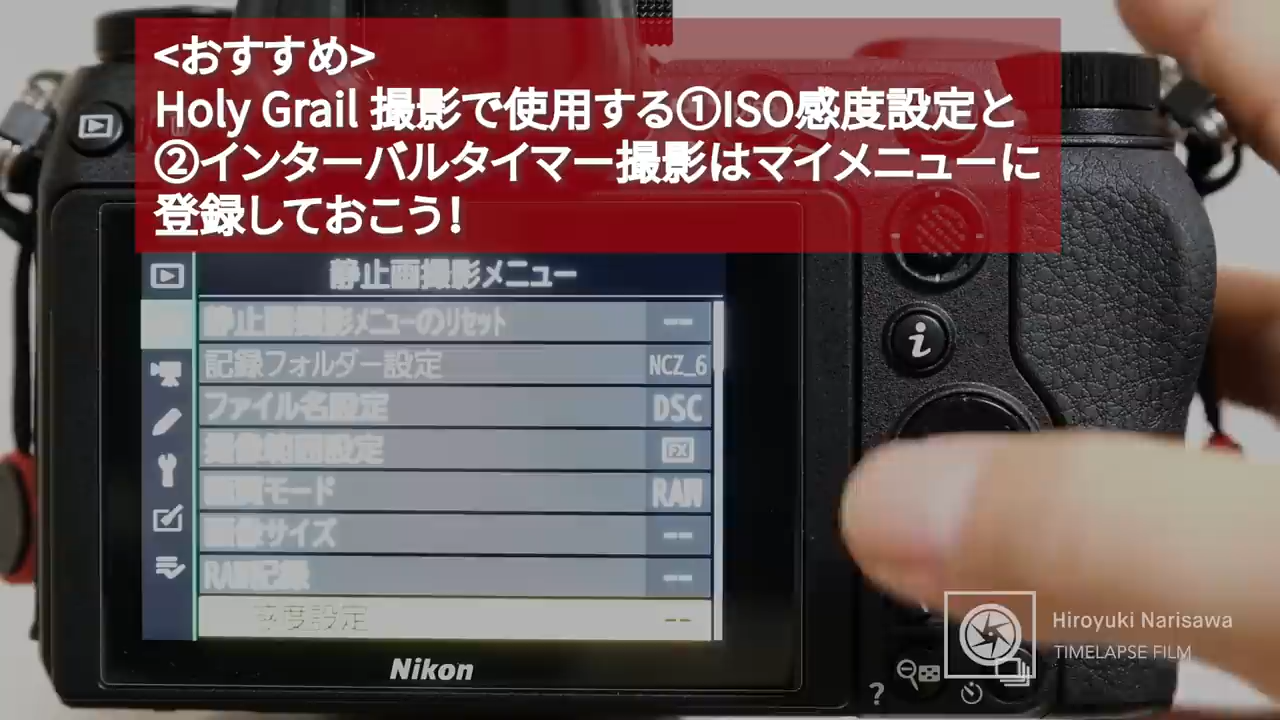 <おすすめ>
Holy Grail 撮影で使用する①ISO感度設定と
②インターバルタイマー撮影はマイメニューに
登録しておこう!
静止画撮影メニュー
静止画撮影メニューのリセット --
記録フォルダー設定 NCZ_6
ファイル名設定 DSC
撮像範囲設定 FX
画質モード RAW
画像サイズ --
RAW記録 --
感度設定 --
Nikon
i
?
Hiroyuki Narisawa
TIMELAPSE FILM